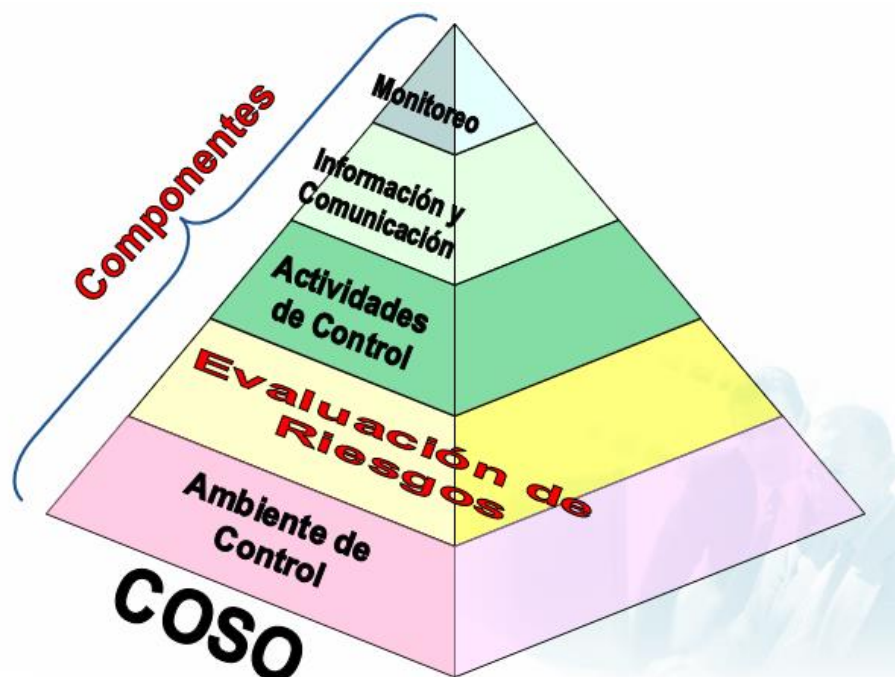 Componentes
Monitoreo
Información y
Comunicación
Actividades
de Control
Evaluación de
Riesgos
Ambiente de
Control
COSO